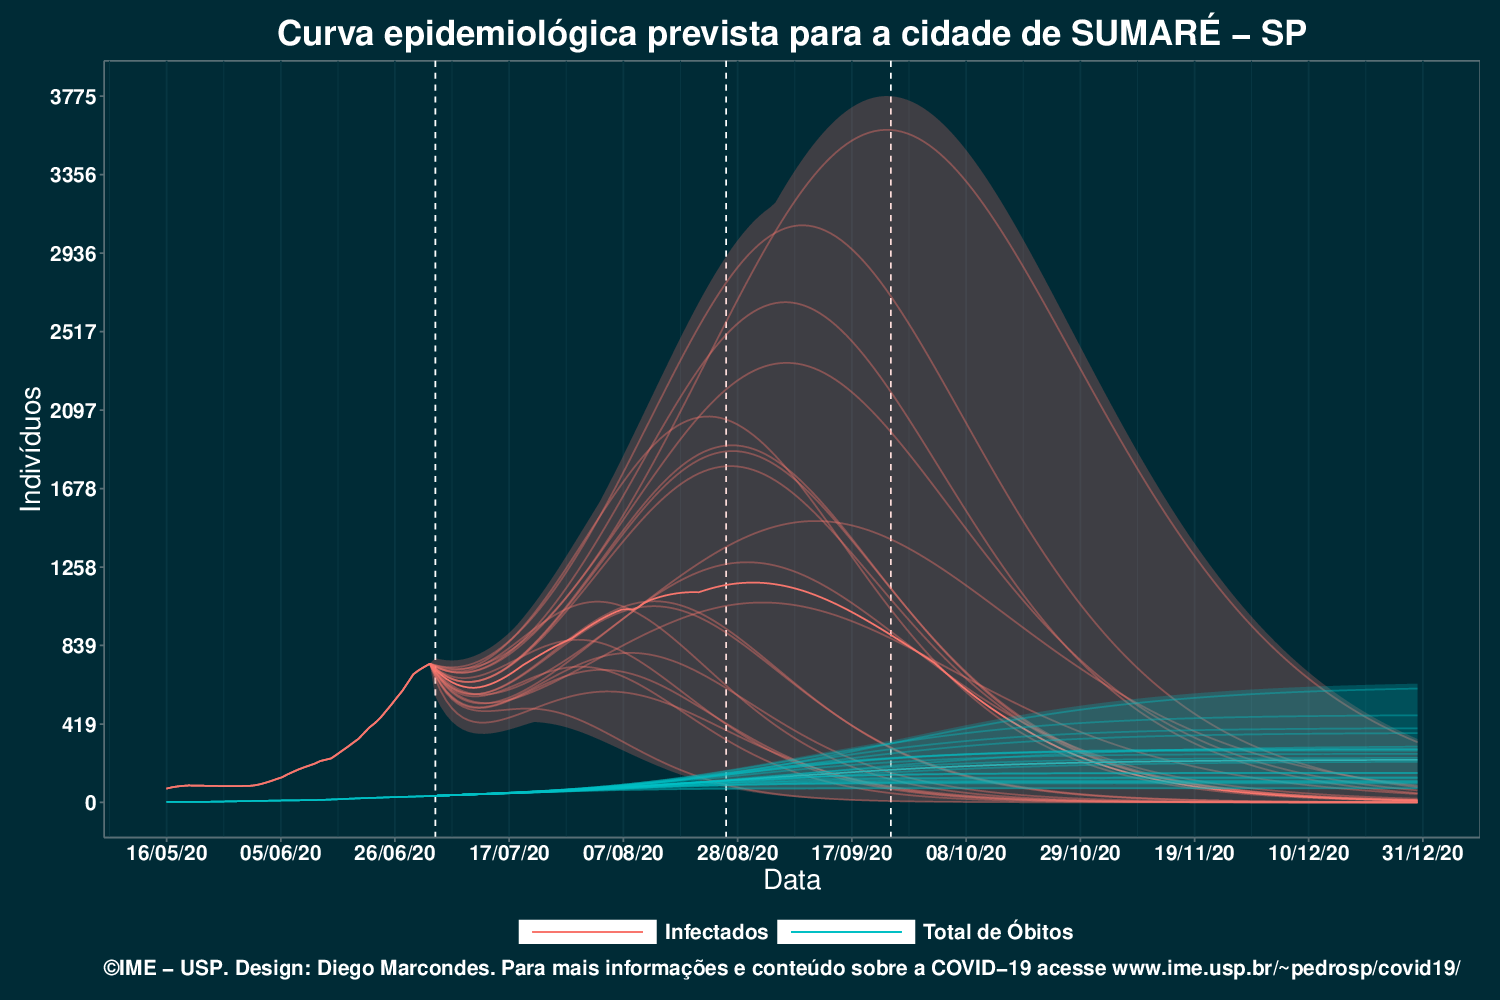 Curva epidemiológica prevista para a cidade de SUMARÉ – SP
Indivíduos
3775
3356
2936
2517
2097
1678
1258
839
419
0
16/05/20 05/06/20 26/06/20 17/07/20 07/08/20 28/08/20 17/09/20 08/10/20 29/10/20 19/11/20 10/12/20 31/12/20
Data
Infectados Total de Óbitos
©IME – USP. Design: Diego Marcondes. Para mais informações e conteúdo sobre a COVID–19 acesse www.ime.usp.br/~pedrosp/covid19/